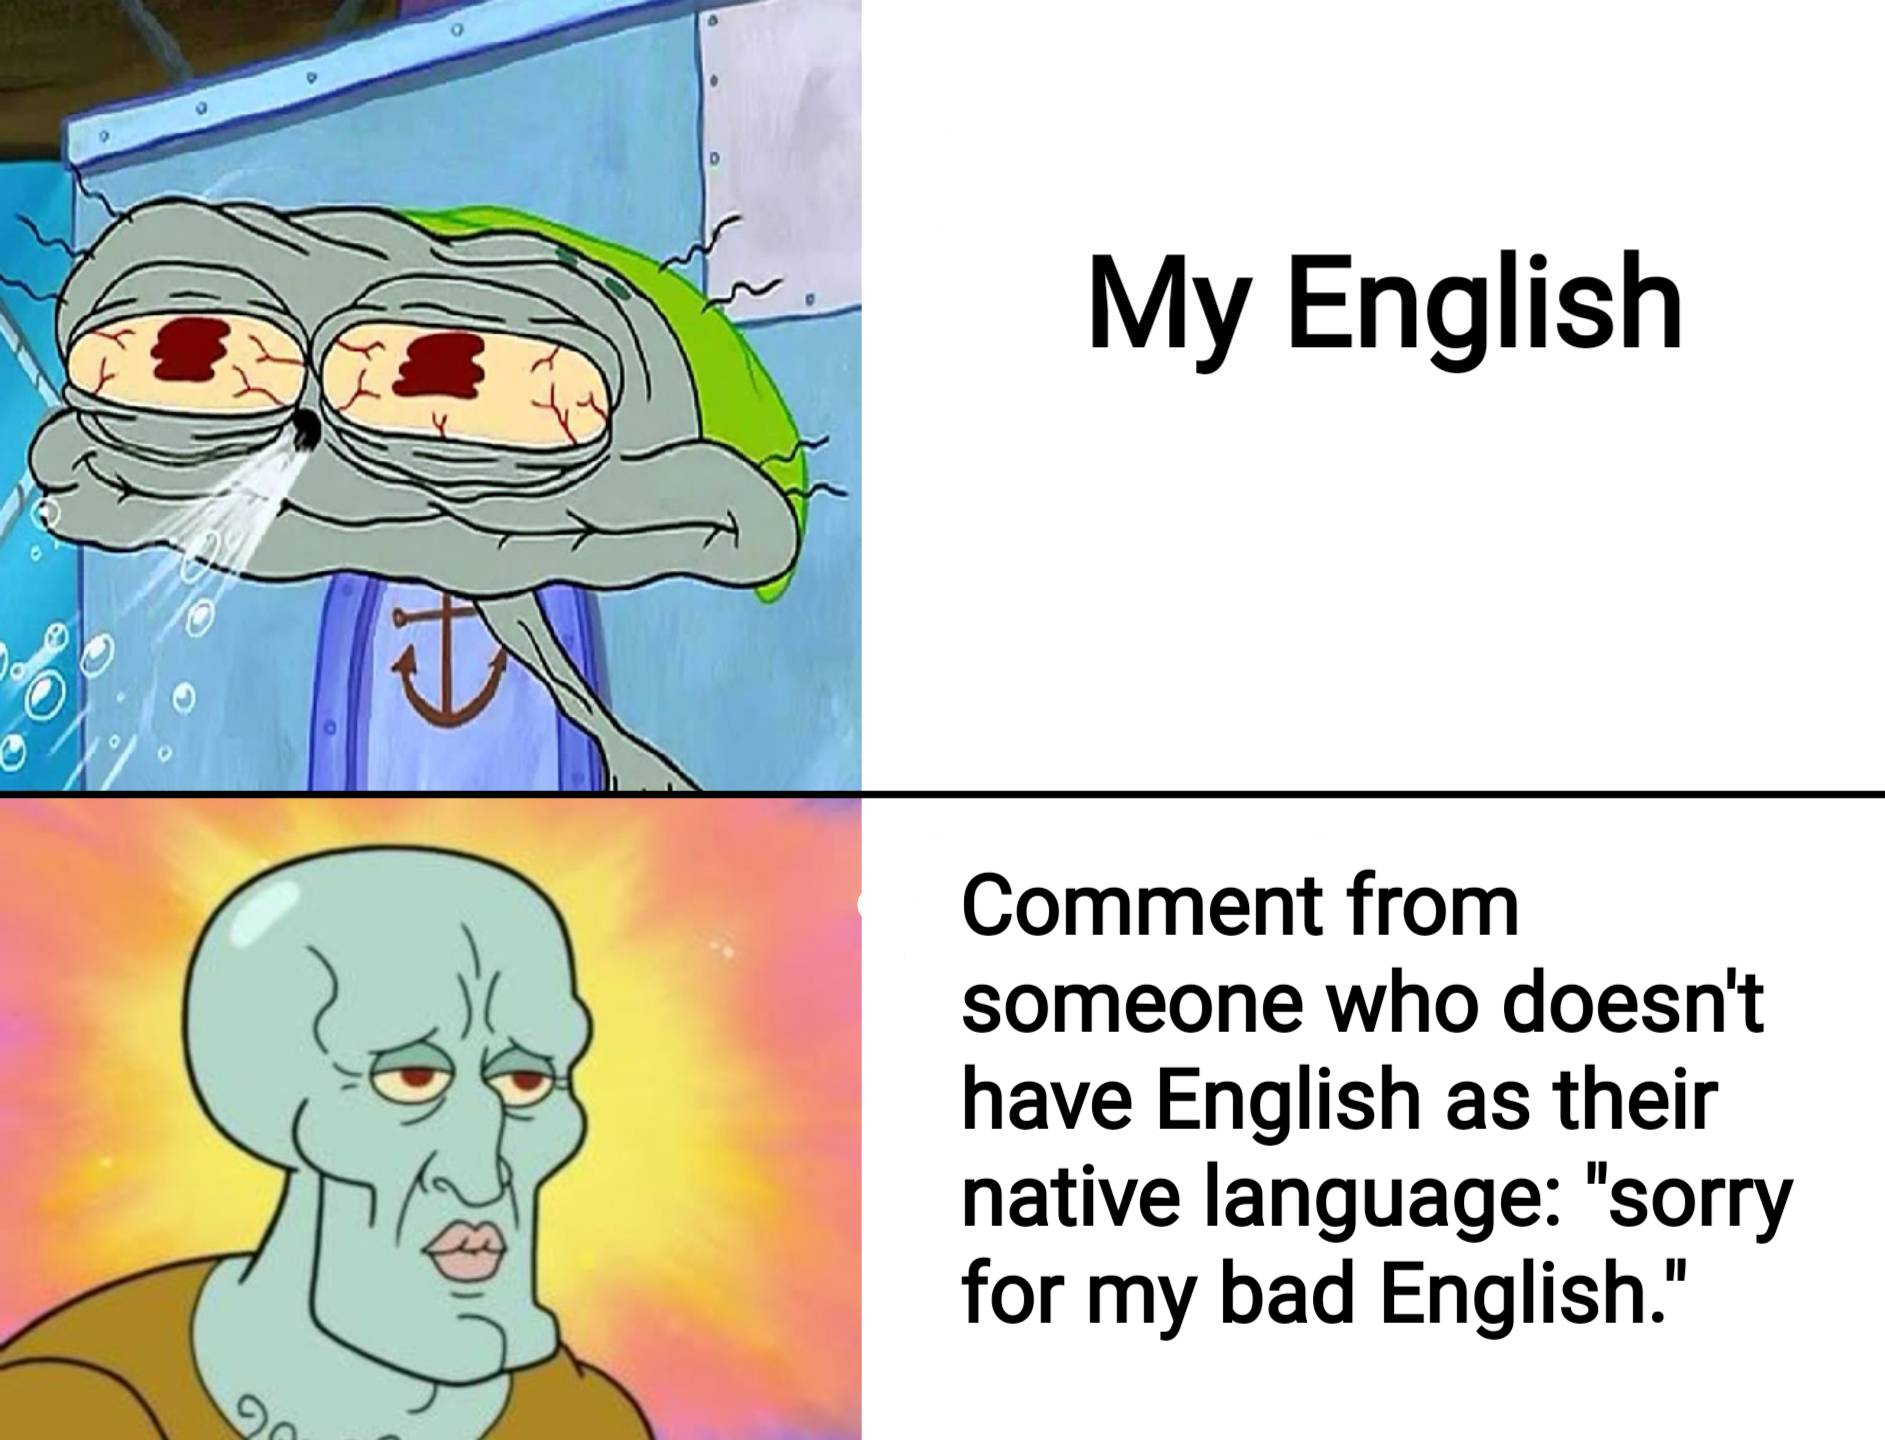 My English
Comment from
someone who doesn't
have English as their
native language: "sorry
for my bad English."